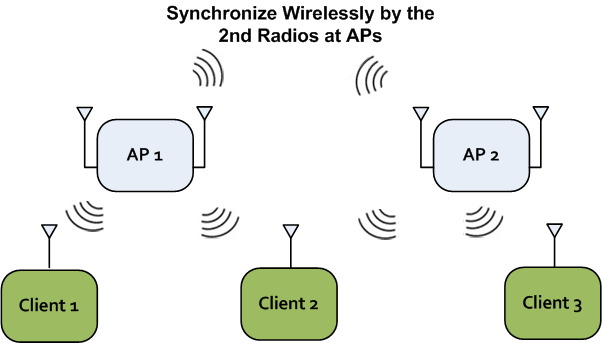 Synchronize Wirelessly by the
2nd Radios at APs
AP 1
AP 2
Client 1
Client 2
Client 3